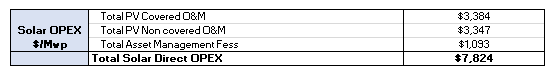 Solar OPEX $/Mwp
Total PV Covered O&M $3,384
Total PV Non covered O&M $3,347
Total Asset Management Fess $1,093
Total Solar Direct OPEX $7,824